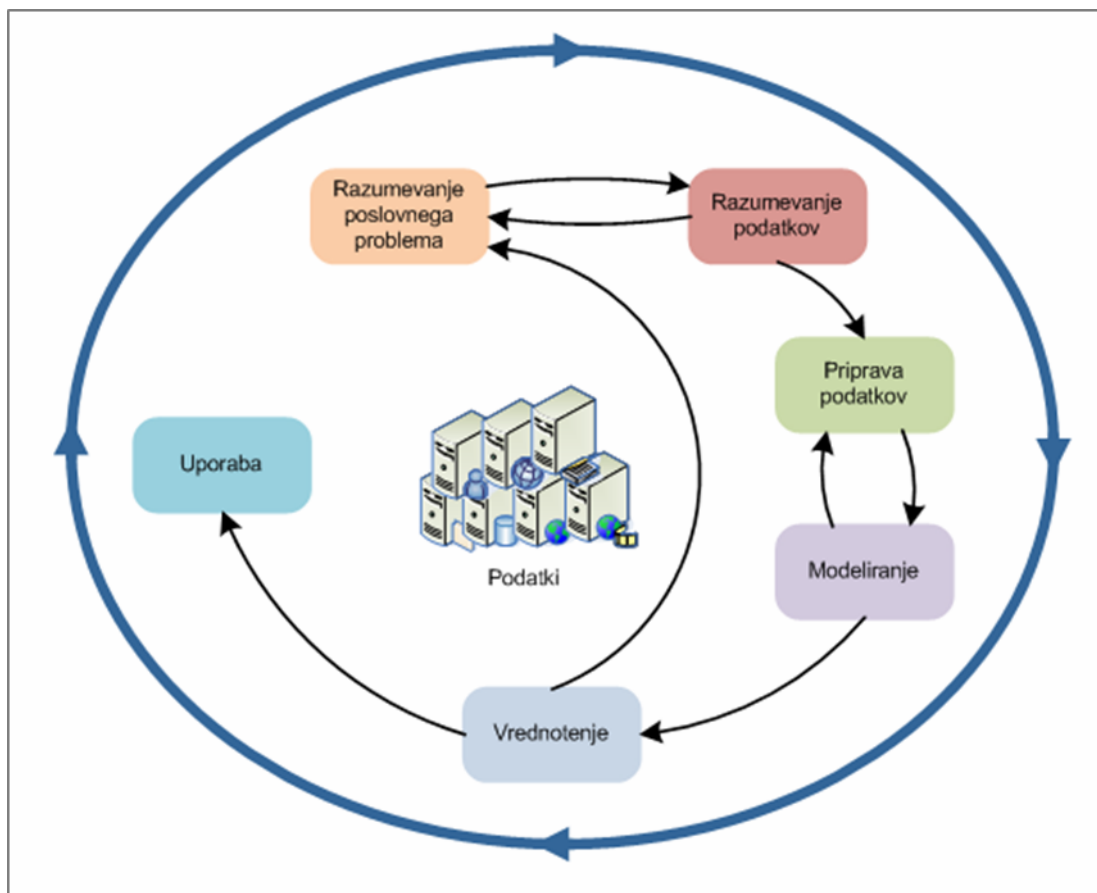 Razumevanje
poslovnega
problema
Razumevanje
podatkov
Priprava
podatkov
Uporaba
Modeliranje
Podatki
Vrednotenje